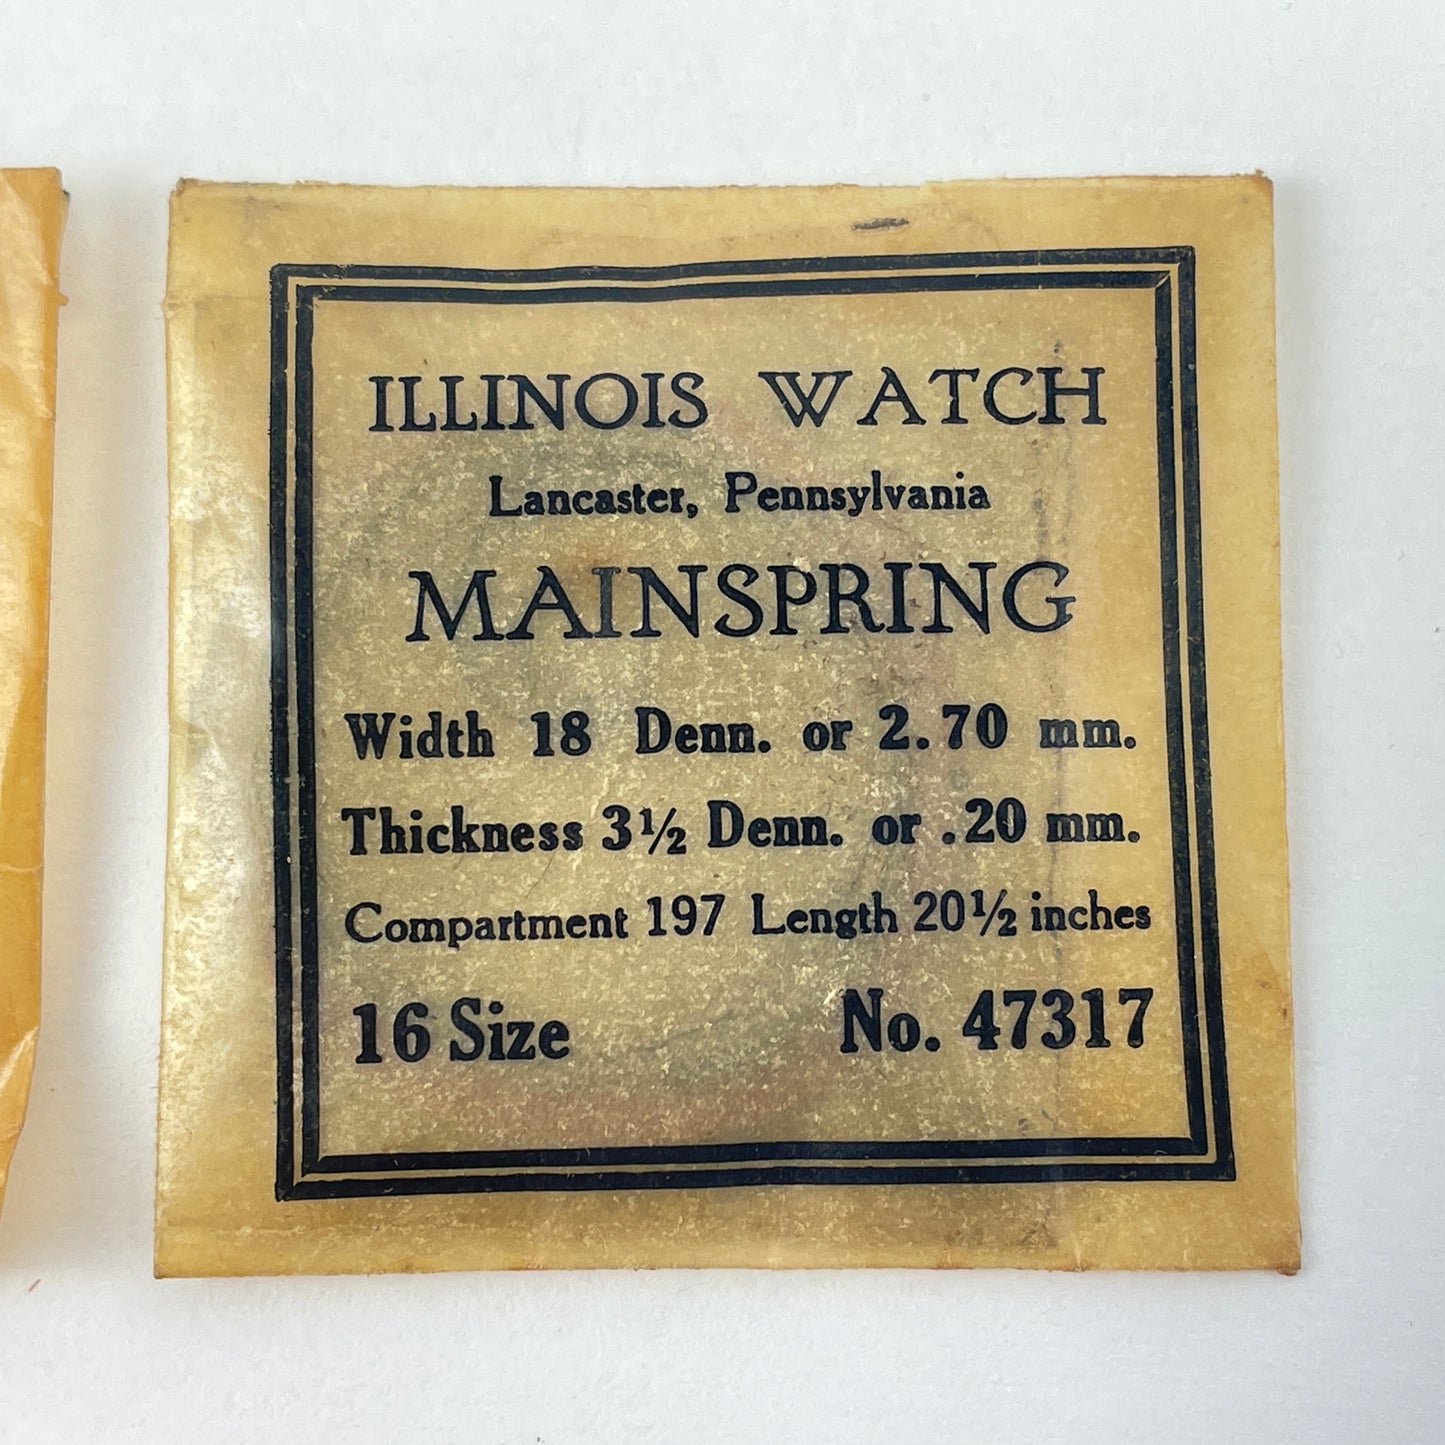 ILLINOIS WATCH
Lancaster, Pennsylvania
MAINSPRING
Width 18 Denn. or 2.70 mm.
Thickness 3½ Denn. or .20 mm.
Compartment 197 Length 20½ inches
16 Size No. 47317